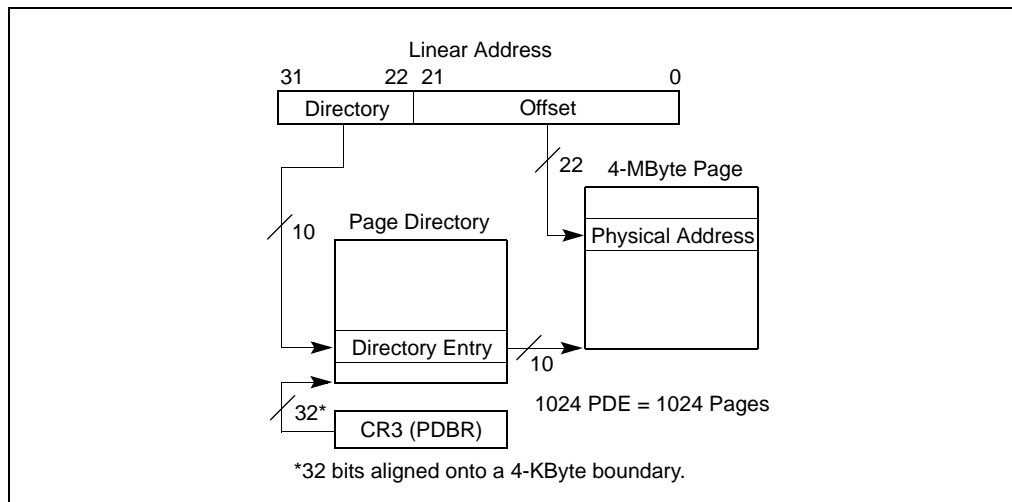 Linear Address
31 22 21 0
Directory Offset
22
4-MByte Page
Physical Address
10
Page Directory
Directory Entry
10
32*
CR3 (PDBR)
1024 PDE = 1024 Pages
*32 bits aligned onto a 4-KByte boundary.